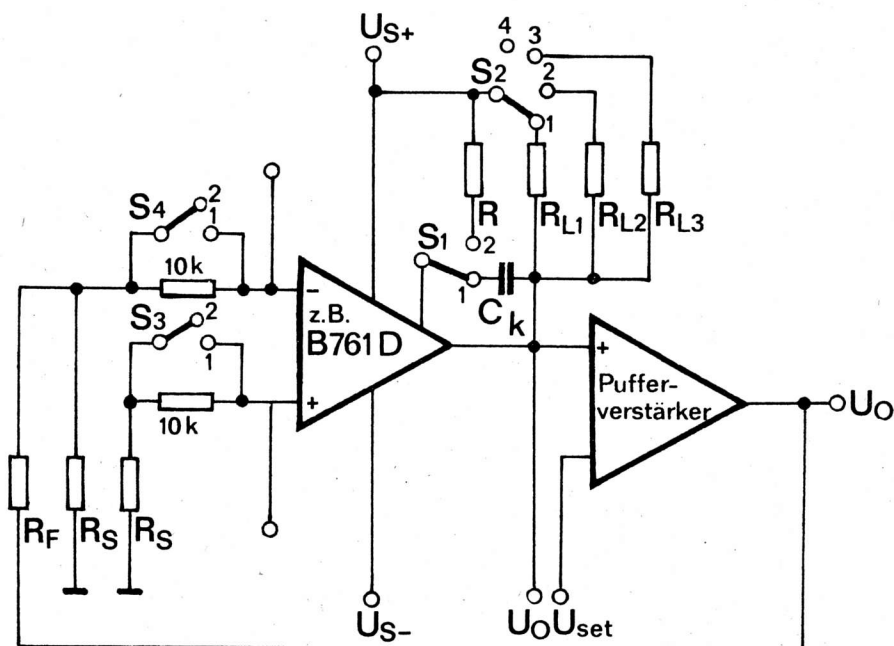 US+
4
3
S2
2
1
S4
2
1
R
RL1
RL2
RL3
10k
S1
2
1
Ck
−
z.B.
B761D
+
S3
2
1
10k
+
Puffer-
verstärker
UO
RF
RS
RS
US-
UO
Uset